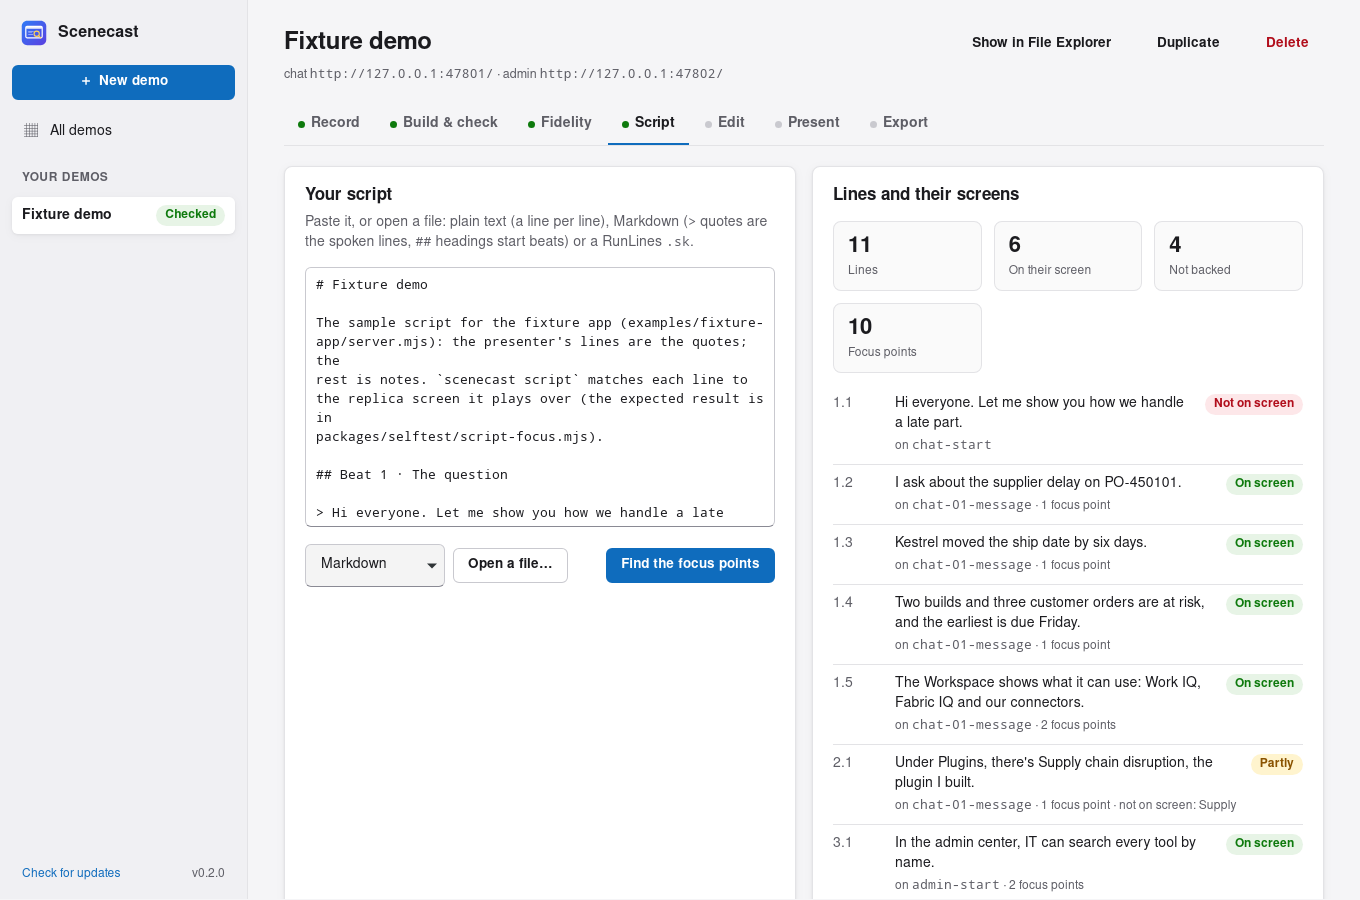 Scenecast
+ New demo
All demos
YOUR DEMOS
Fixture demo
Checked
Check for updates
v0.2.0
Fixture demo
Show in File Explorer
Duplicate
Delete
chat http://127.0.0.1:47801/ · admin http://127.0.0.1:47802/
Record
Build & check
Fidelity
Script
Edit
Present
Export
Your script
Paste it, or open a file: plain text (a line per line), Markdown (> quotes are
the spoken lines, ## headings start beats) or a RunLines .sk.
# Fixture demo
The sample script for the fixture app (examples/fixture-
app/server.mjs): the presenter's lines are the quotes;
the
rest is notes. `scenecast script` matches each line to
the replica screen it plays over (the expected result is
in
packages/selftest/script-focus.mjs).
## Beat 1 · The question
> Hi everyone. Let me show you how we handle a late
Markdown
Open a file...
Find the focus points
Lines and their screens
11
Lines
6
On their screen
4
Not backed
10
Focus points
1.1
Hi everyone. Let me show you how we handle
a late part.
on chat-start
Not on screen
1.2
I ask about the supplier delay on PO-450101.
on chat-01-message · 1 focus point
On screen
1.3
Kestrel moved the ship date by six days.
on chat-01-message · 1 focus point
On screen
1.4
Two builds and three customer orders are at risk,
and the earliest is due Friday.
on chat-01-message · 1 focus point
On screen
1.5
The Workspace shows what it can use: Work IQ,
Fabric IQ and our connectors.
on chat-01-message · 2 focus points
On screen
2.1
Under Plugins, there's Supply chain disruption, the
plugin I built.
on chat-01-message · 1 focus point · not on screen: Supply
Partly
3.1
In the admin center, IT can search every tool by
name.
on admin-start · 2 focus points
On screen